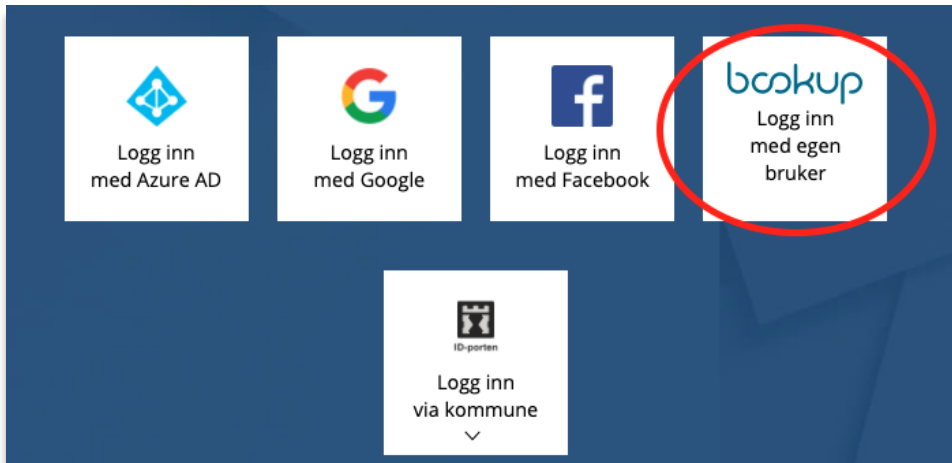 Logg inn
med Azure AD
Logg inn
med Google
Logg inn
med Facebook
bookup
Logg inn
med egen
bruker
ID-porten
Logg inn
via kommune